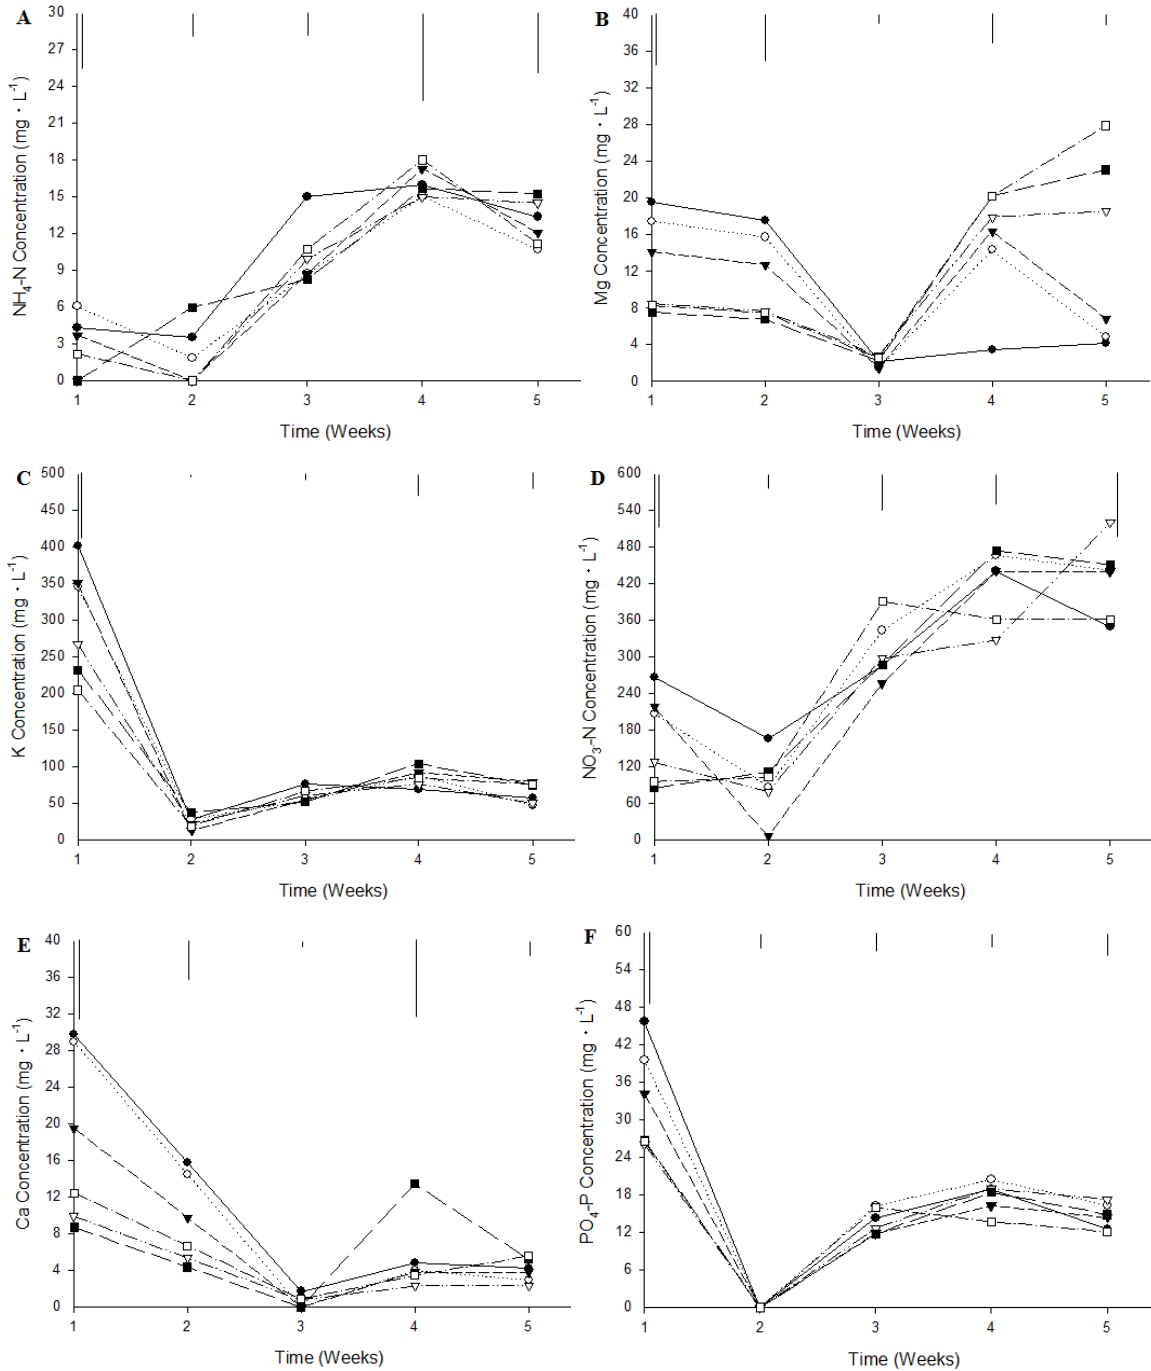 A
NH₄-N Concentration (mg · L⁻¹)
30
27
24
21
18
15
12
9
6
3
0
1 2 3 4 5
Time (Weeks)
B
Mg Concentration (mg · L⁻¹)
40
36
32
28
24
20
16
12
8
4
0
1 2 3 4 5
Time (Weeks)
C
K Concentration (mg · L⁻¹)
500
450
400
350
300
250
200
150
100
50
0
1 2 3 4 5
Time (Weeks)
D
NO₃-N Concentration (mg · L⁻¹)
600
540
480
420
360
300
240
180
120
60
0
1 2 3 4 5
Time (Weeks)
E
Ca Concentration (mg · L⁻¹)
40
36
32
28
24
20
16
12
8
4
0
1 2 3 4 5
Time (Weeks)
F
PO₄-P Concentration (mg · L⁻¹)
60
54
48
42
36
30
24
18
12
6
0
1 2 3 4 5
Time (Weeks)